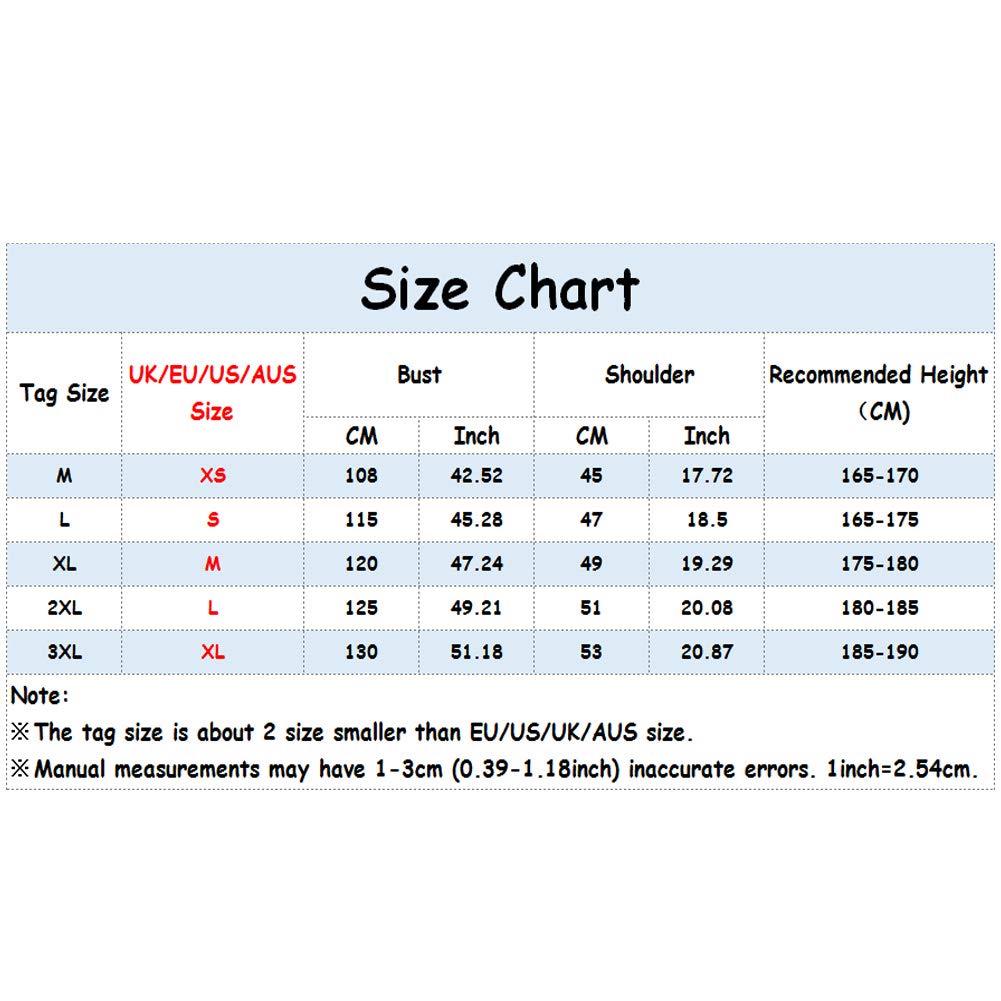 Size Chart
Tag Size UK/EU/US/AUS Size Bust Shoulder Recommended Height (CM)
CM Inch CM Inch
M XS 108 42.52 45 17.72 165-170
L S 115 45.28 47 18.5 165-175
XL M 120 47.24 49 19.29 175-180
2XL L 125 49.21 51 20.08 180-185
3XL XL 130 51.18 53 20.87 185-190
Note:
※The tag size is about 2 size smaller than EU/US/UK/AUS size.
※Manual measurements may have 1-3cm (0.39-1.18inch) inaccurate errors. 1inch=2.54cm.